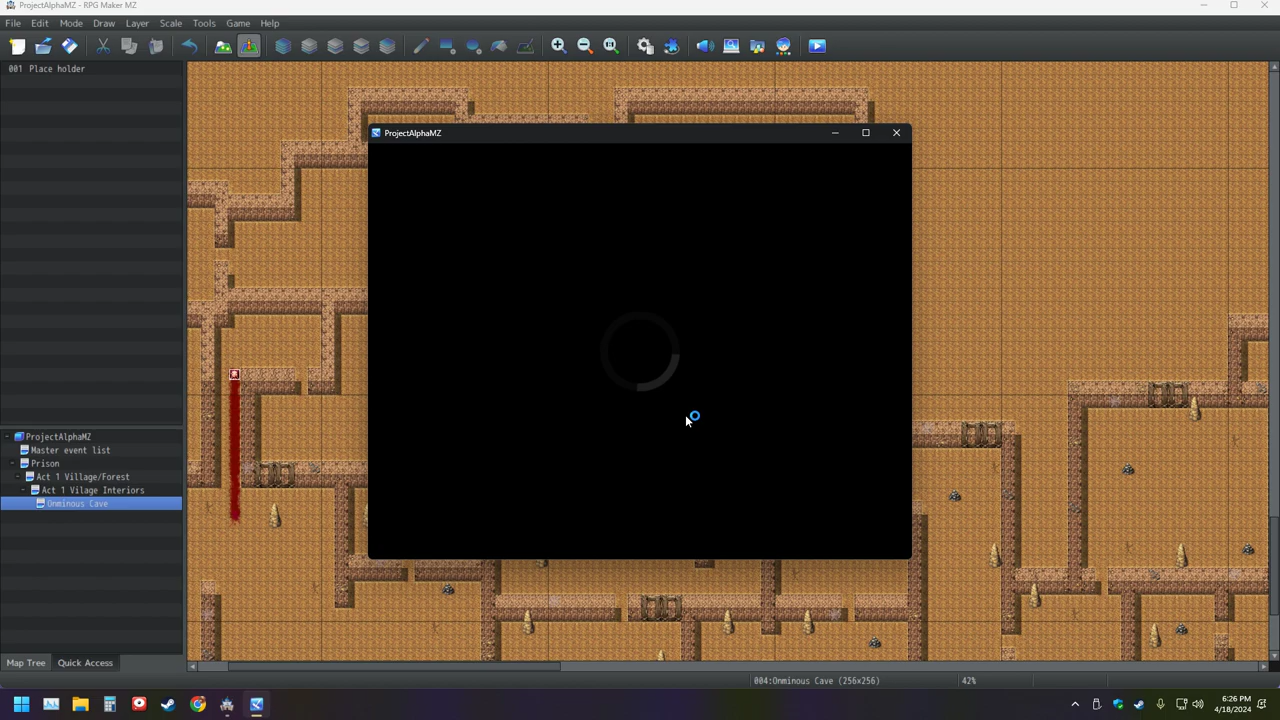 ProjectAlphaMZ - RPG Maker MZ
File Edit Mode Draw Layer Scale Tools Game Help
001 Place holder
ProjectAlphaMZ
ProjectAlphaMZ
Master event list
Prison
Act 1 Village/Forest
Act 1 Vilage Interiors
Onminous Cave
Map Tree Quick Access
004:Onminous Cave (256x256) 42%
6:26 PM
4/18/2024